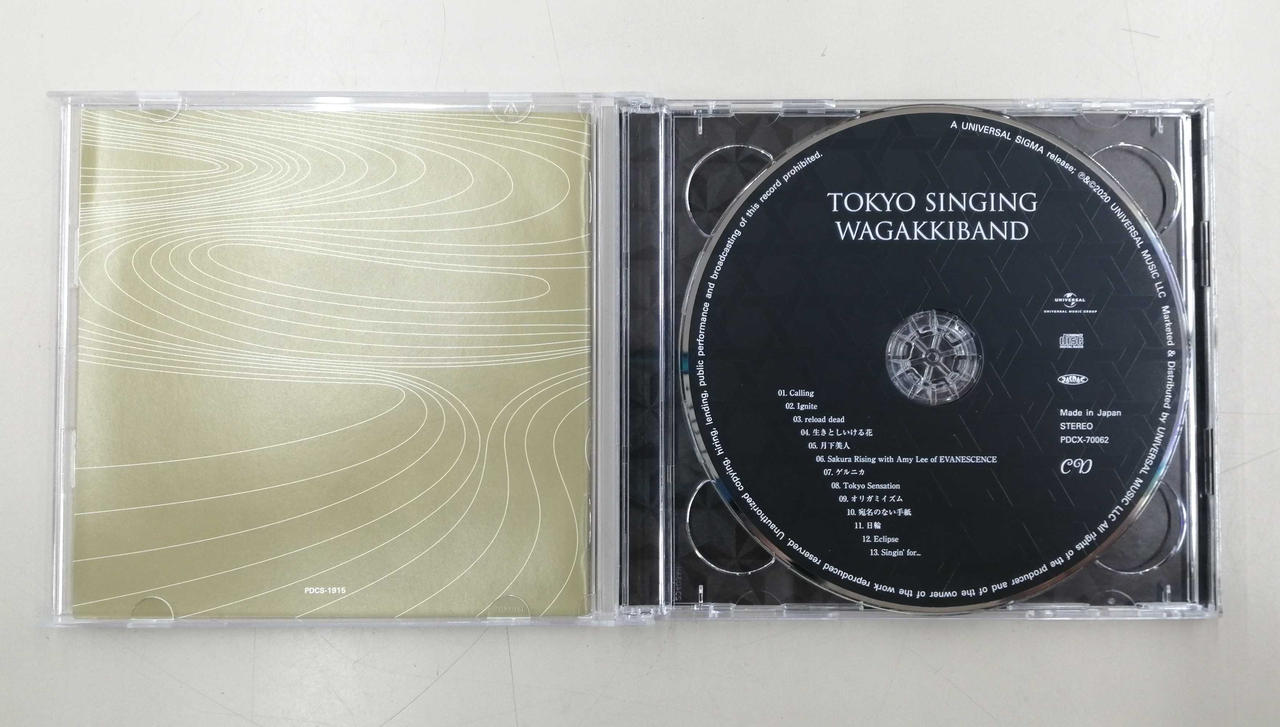 PDCS-1915
TOKYO SINGING
WAGAKKIBAND
UNIVERSAL
UNIVERSAL MUSIC GROUP
01. Calling
02. Ignite
03. reload dead
04. 生きとしいける花
05. 月下美人
06. Sakura Rising with Amy Lee of EVANESCENCE
07. ゲルニカ
08. Tokyo Sensation
09. オリガミイズム
10. 宛名のない手紙
11. 日輪
12. Eclipse
13. Singin' for...
Made in Japan
STEREO
PDCX-70062
CD
A UNIVERSAL SIGMA release; ℗&©2020 UNIVERSAL MUSIC LLC Marketed & Distributed by UNIVERSAL MUSIC LLC All rights of the producer and of the owner of the work reproduced reserved. Unauthorized copying, hiring, lending, public performance and broadcasting of this record prohibited.